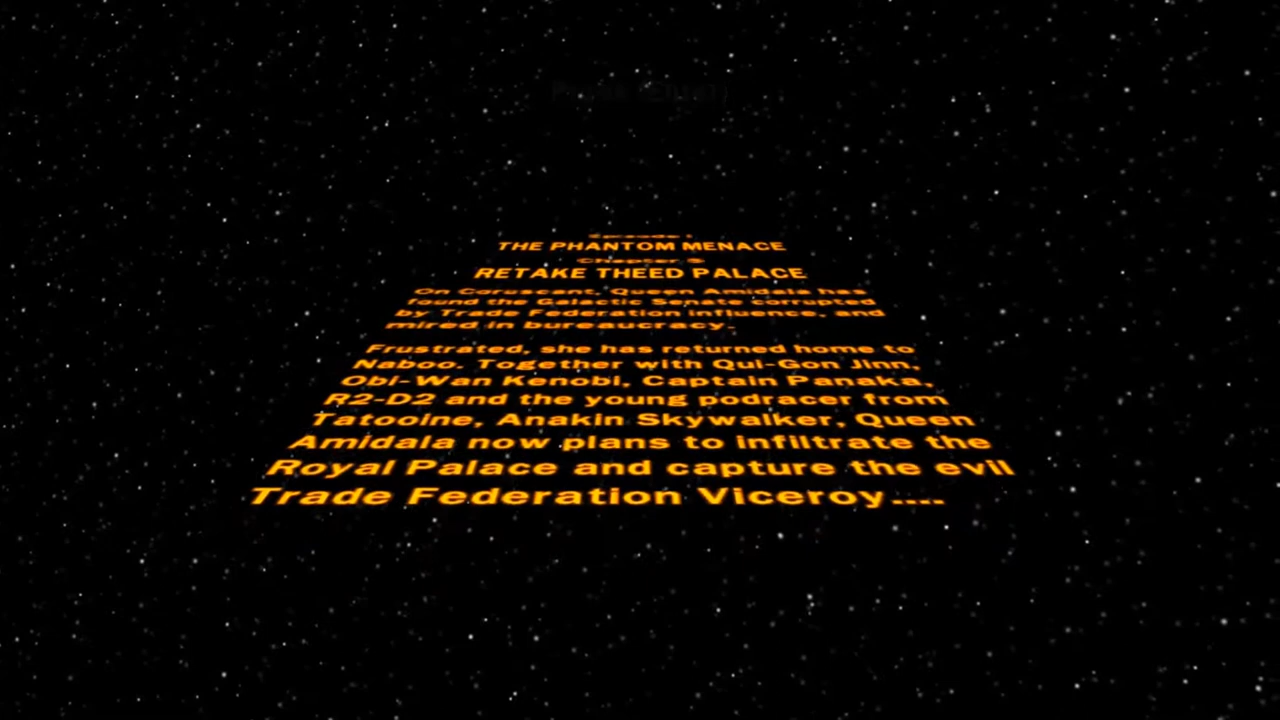 Episode I
THE PHANTOM MENACE
Chapter 5
RETAKE THEED PALACE
On Coruscant, Queen Amidala has
found the Galactic Senate corrupted
by Trade Federation influence, and
mired in bureaucracy.
Frustrated, she has returned home to
Naboo. Together with Qui-Gon Jinn,
Obi-Wan Kenobi, Captain Panaka,
R2-D2 and the young podracer from
Tatooine, Anakin Skywalker, Queen
Amidala now plans to infiltrate the
Royal Palace and capture the evil
Trade Federation Viceroy....